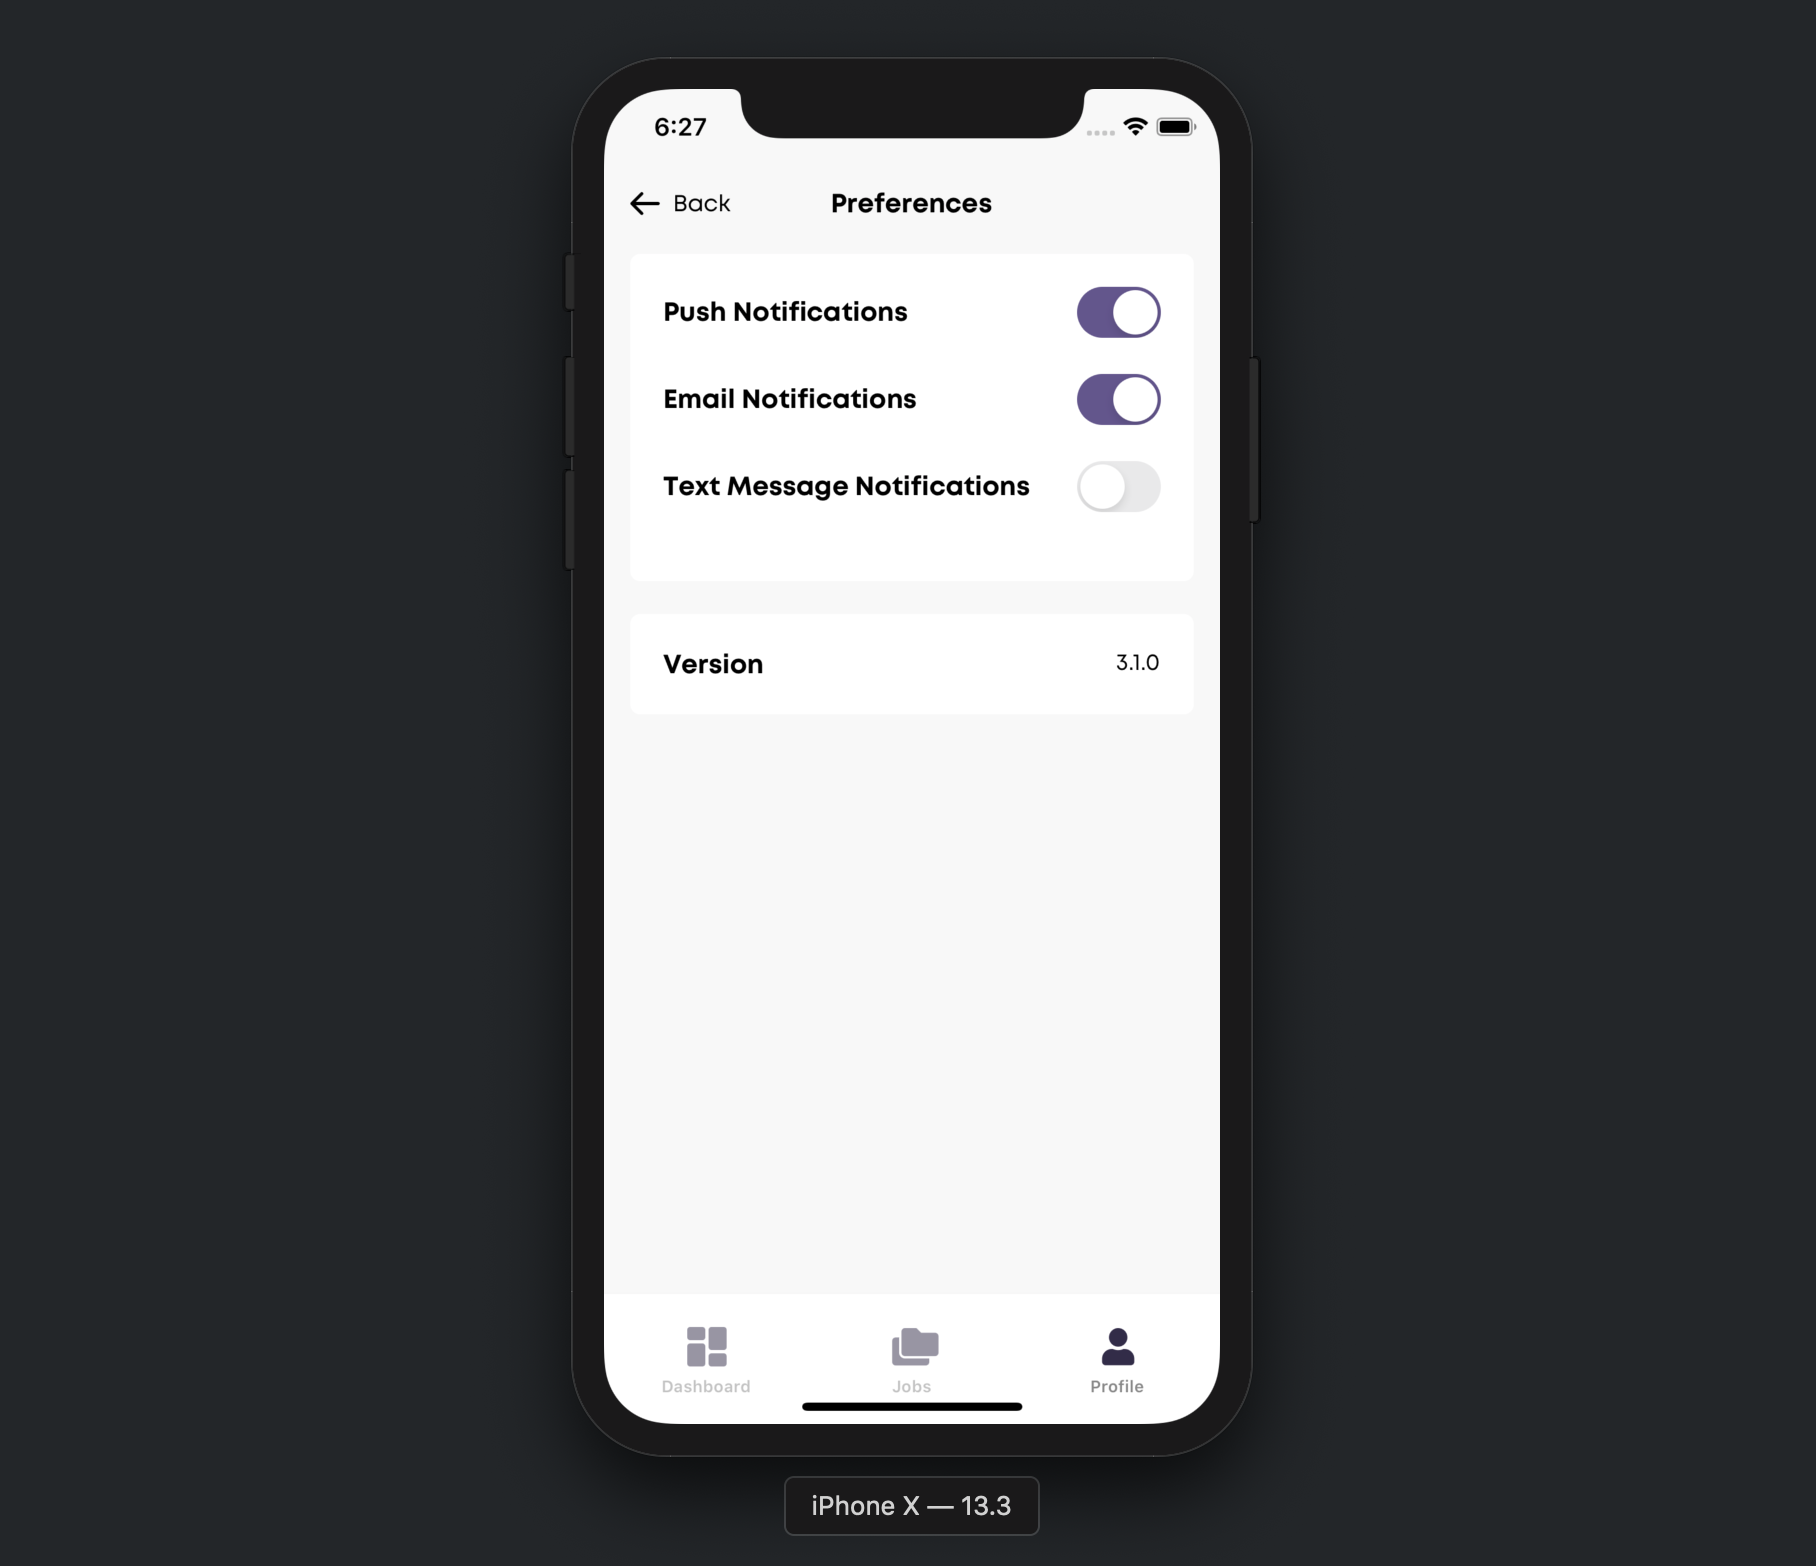 6:27
Back
Preferences
Push Notifications
Email Notifications
Text Message Notifications
Version
3.1.0
Dashboard
Jobs
Profile
iPhone X — 13.3